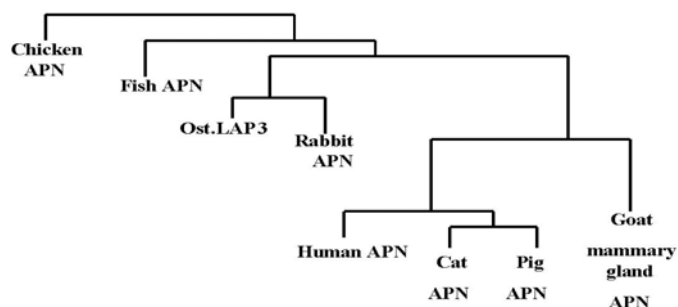 Chicken
APN
Fish APN
Ost.LAP3
Rabbit
APN
Human APN
Cat
APN
Pig
APN
Goat
mammary
gland
APN